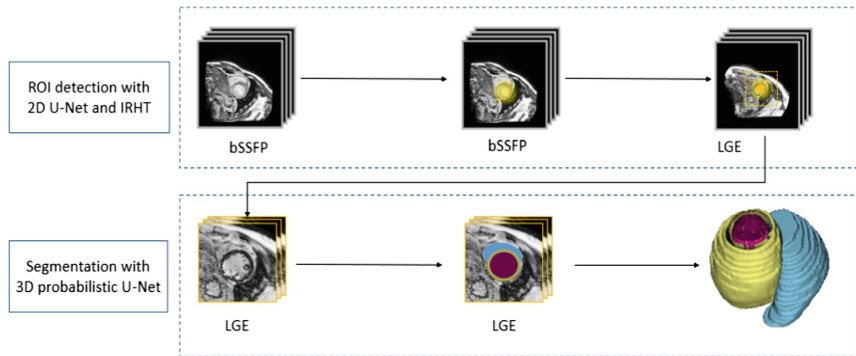 ROI detection with
2D U-Net and IRHT
bSSFP
bSSFP
LGE
Segmentation with
3D probabilistic U-Net
LGE
LGE